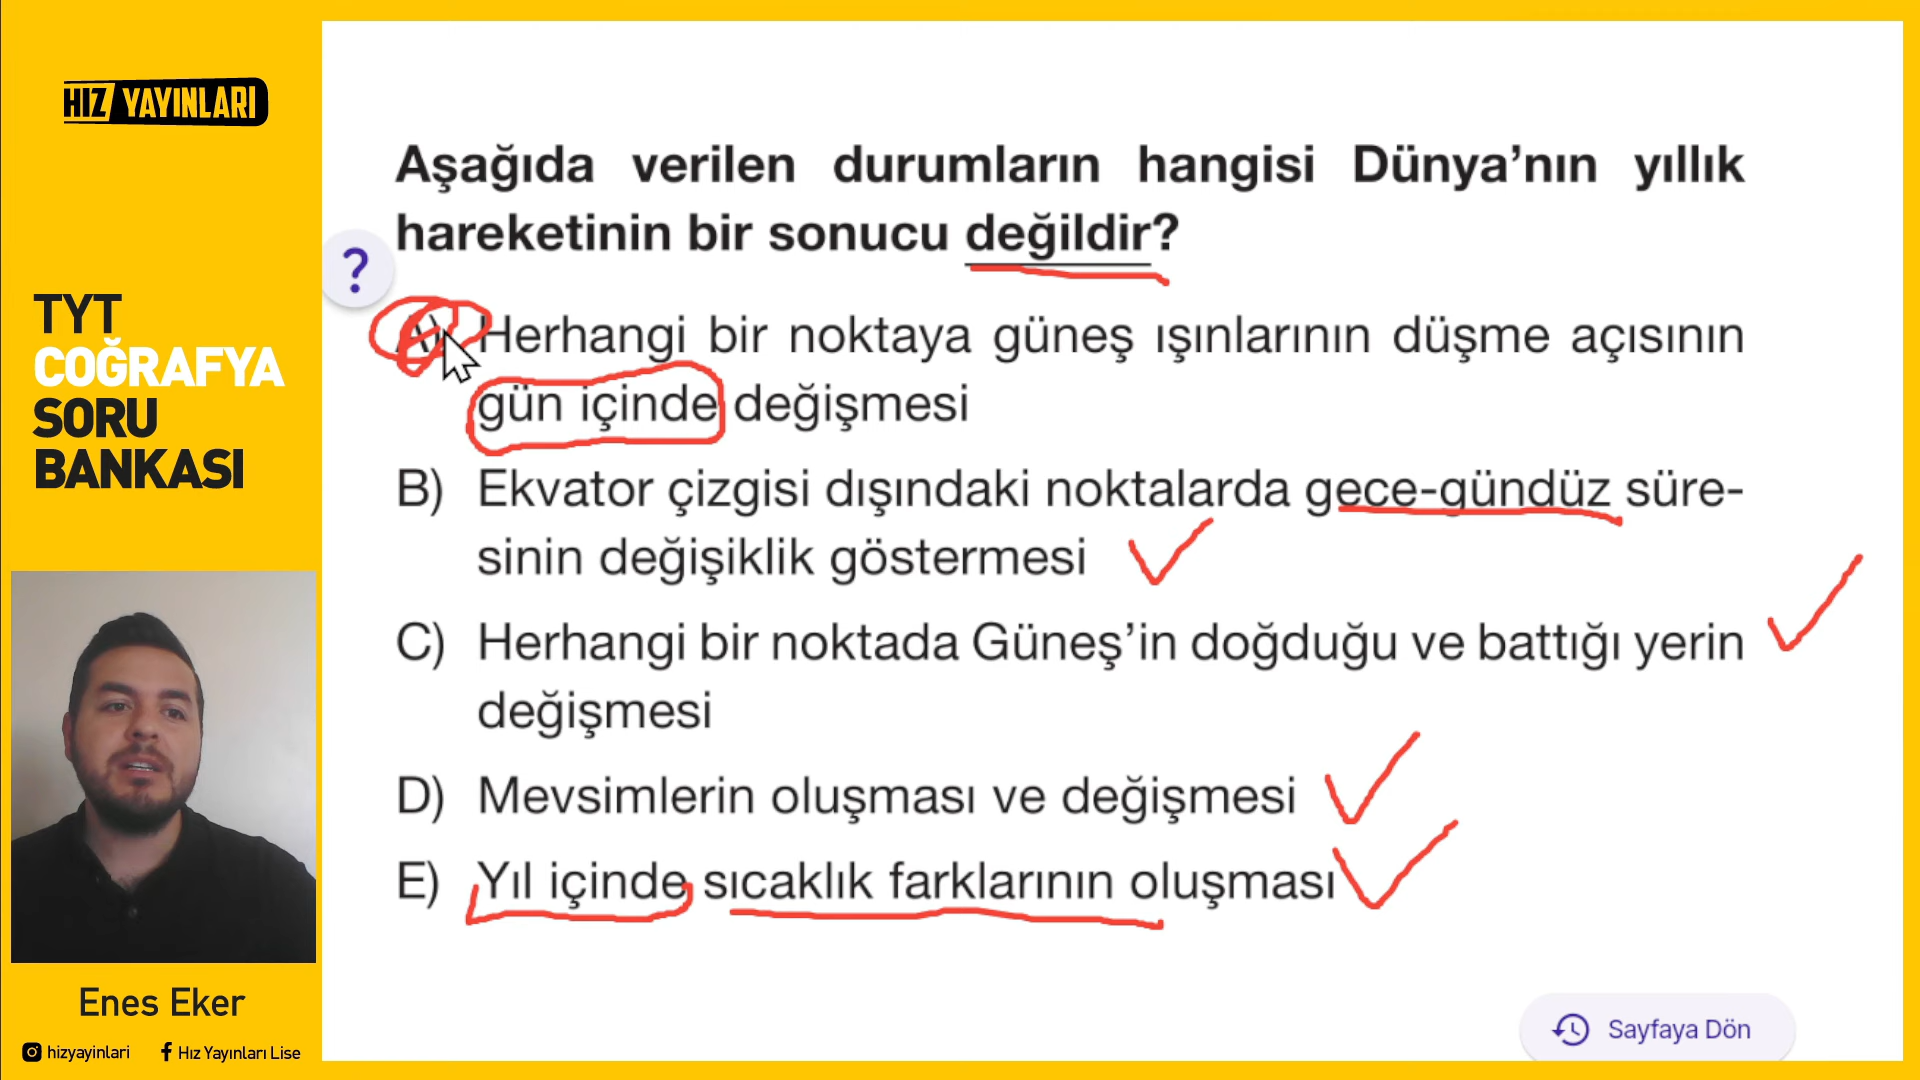 HIZ YAYINLARI
TYT
COĞRAFYA
SORU
BANKASI
Enes Eker
hizyayinlari
Hız Yayınları Lise
Aşağıda verilen durumların hangisi Dünya’nın yıllık
hareketinin bir sonucu değildir?
?
A) Herhangi bir noktaya güneş ışınlarının düşme açısının
gün içinde değişmesi
B) Ekvator çizgisi dışındaki noktalarda gece-gündüz süre-
sinin değişiklik göstermesi
C) Herhangi bir noktada Güneş’in doğduğu ve battığı yerin
değişmesi
D) Mevsimlerin oluşması ve değişmesi
E) Yıl içinde sıcaklık farklarının oluşması
Sayfaya Dön